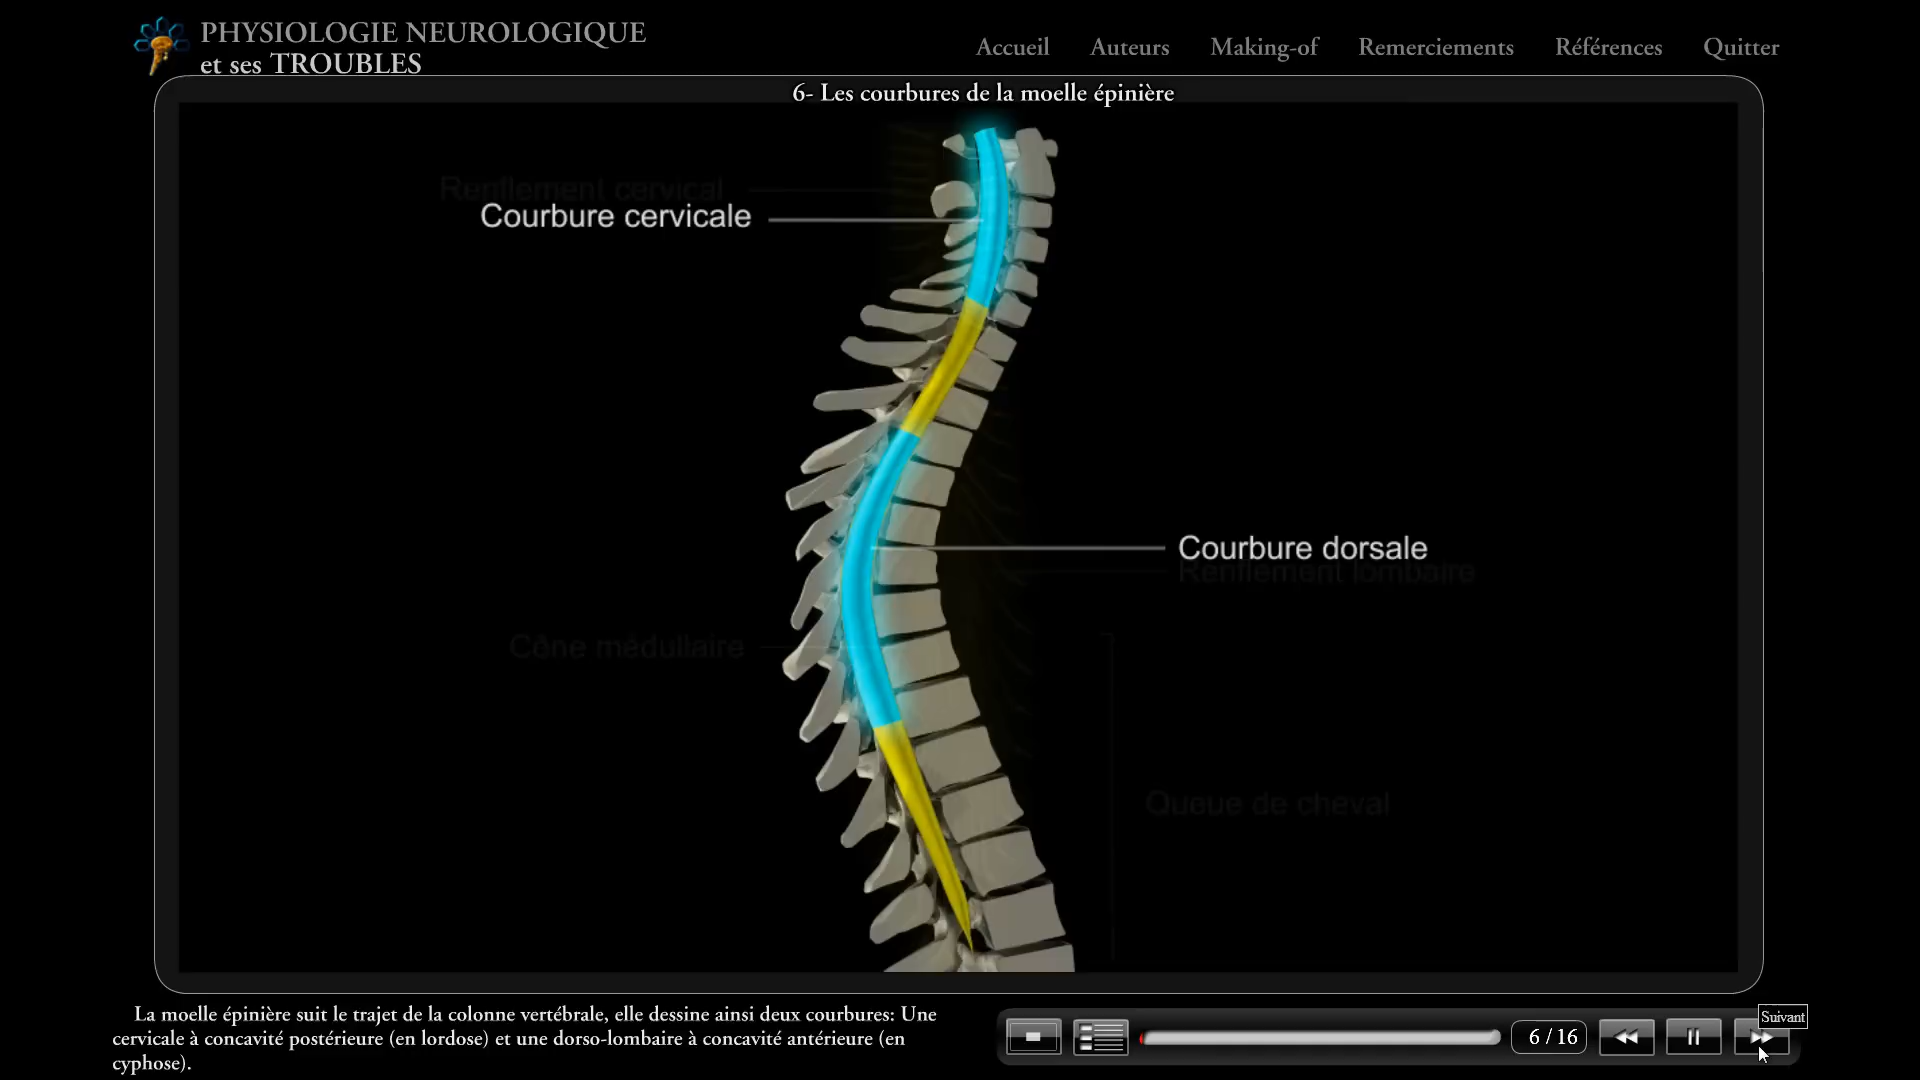 PHYSIOLOGIE NEUROLOGIQUE
et ses TROUBLES
Accueil Auteurs Making-of Remerciements Références Quitter
6- Les courbures de la moelle épinière
Renflement cervical
Courbure cervicale
Courbure dorsale
Renflement lombaire
Cône médullaire
Queue de cheval
La moelle épinière suit le trajet de la colonne vertébrale, elle dessine ainsi deux courbures: Une
cervicale à concavité postérieure (en lordose) et une dorso-lombaire à concavité antérieure (en
cyphose).
Suivant
6 / 16